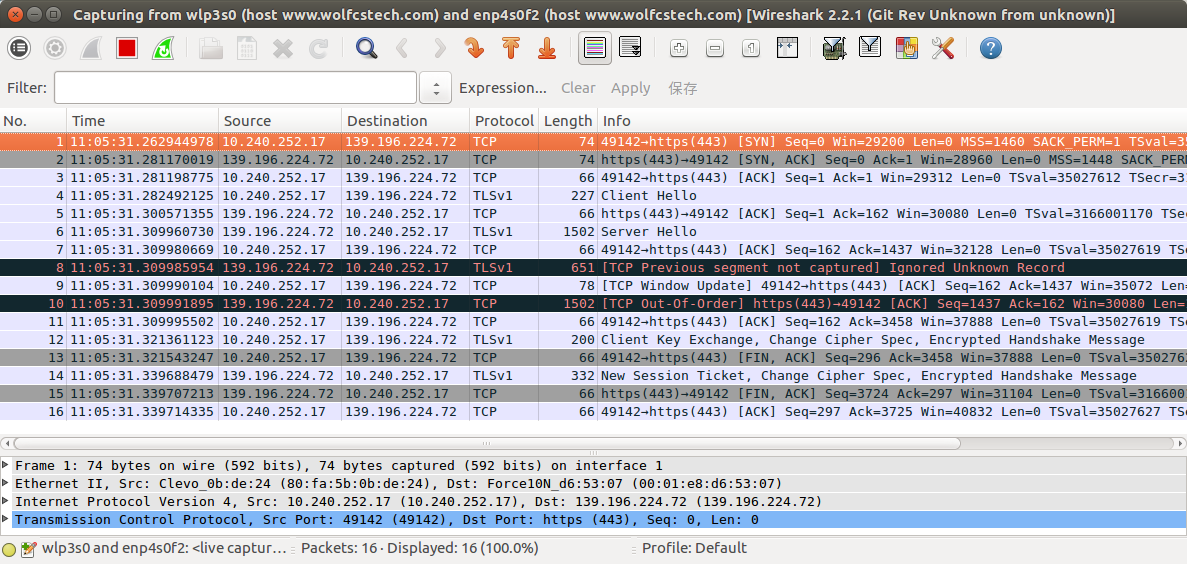 Capturing from wlp3s0 (host www.wolfcstech.com) and enp4s0f2 (host www.wolfcstech.com) [Wireshark 2.2.1 (Git Rev Unknown from unknown)]
Filter: Expression... Clear Apply 保存
No. Time Source Destination Protocol Length Info
1 11:05:31.262944978 10.240.252.17 139.196.224.72 TCP 74 49142→https(443) [SYN] Seq=0 Win=29200 Len=0 MSS=1460 SACK_PERM=1 TSval=35
2 11:05:31.281170019 139.196.224.72 10.240.252.17 TCP 74 https(443)→49142 [SYN, ACK] Seq=0 Ack=1 Win=28960 Len=0 MSS=1448 SACK_PERM
3 11:05:31.281198775 10.240.252.17 139.196.224.72 TCP 66 49142→https(443) [ACK] Seq=1 Ack=1 Win=29312 Len=0 TSval=35027612 TSecr=31
4 11:05:31.282492125 10.240.252.17 139.196.224.72 TLSv1 227 Client Hello
5 11:05:31.300571355 139.196.224.72 10.240.252.17 TCP 66 https(443)→49142 [ACK] Seq=1 Ack=162 Win=30080 Len=0 TSval=3166001170 TSe
6 11:05:31.309960730 139.196.224.72 10.240.252.17 TLSv1 1502 Server Hello
7 11:05:31.309980669 10.240.252.17 139.196.224.72 TCP 66 49142→https(443) [ACK] Seq=162 Ack=1437 Win=32128 Len=0 TSval=35027619 TS
8 11:05:31.309985954 139.196.224.72 10.240.252.17 TLSv1 651 [TCP Previous segment not captured] Ignored Unknown Record
9 11:05:31.309990104 10.240.252.17 139.196.224.72 TCP 78 [TCP Window Update] 49142→https(443) [ACK] Seq=162 Ack=1437 Win=35072 Len=
10 11:05:31.309991895 139.196.224.72 10.240.252.17 TCP 1502 [TCP Out-Of-Order] https(443)→49142 [ACK] Seq=1437 Ack=162 Win=30080 Len=
11 11:05:31.309995502 10.240.252.17 139.196.224.72 TCP 66 49142→https(443) [ACK] Seq=162 Ack=3458 Win=37888 Len=0 TSval=35027619 TS
12 11:05:31.321361123 10.240.252.17 139.196.224.72 TLSv1 200 Client Key Exchange, Change Cipher Spec, Encrypted Handshake Message
13 11:05:31.321543247 10.240.252.17 139.196.224.72 TCP 66 49142→https(443) [FIN, ACK] Seq=296 Ack=3458 Win=37888 Len=0 TSval=3502762
14 11:05:31.339688479 139.196.224.72 10.240.252.17 TLSv1 332 New Session Ticket, Change Cipher Spec, Encrypted Handshake Message
15 11:05:31.339707213 139.196.224.72 10.240.252.17 TCP 66 https(443)→49142 [FIN, ACK] Seq=3724 Ack=297 Win=31104 Len=0 TSval=3166001
16 11:05:31.339714335 10.240.252.17 139.196.224.72 TCP 66 49142→https(443) [ACK] Seq=297 Ack=3725 Win=40832 Len=0 TSval=35027627 TS
Frame 1: 74 bytes on wire (592 bits), 74 bytes captured (592 bits) on interface 1
Ethernet II, Src: Clevo_0b:de:24 (80:fa:5b:0b:de:24), Dst: Force10N_d6:53:07 (00:01:e8:d6:53:07)
Internet Protocol Version 4, Src: 10.240.252.17 (10.240.252.17), Dst: 139.196.224.72 (139.196.224.72)
Transmission Control Protocol, Src Port: 49142 (49142), Dst Port: https (443), Seq: 0, Len: 0
wlp3s0 and enp4s0f2: <live captur... Packets: 16 · Displayed: 16 (100.0%) Profile: Default